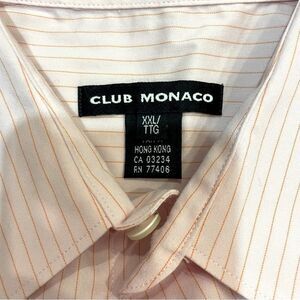 CLUB MONACO
XXL/
TTG
HONG KONG
CA 03234
RN 77406